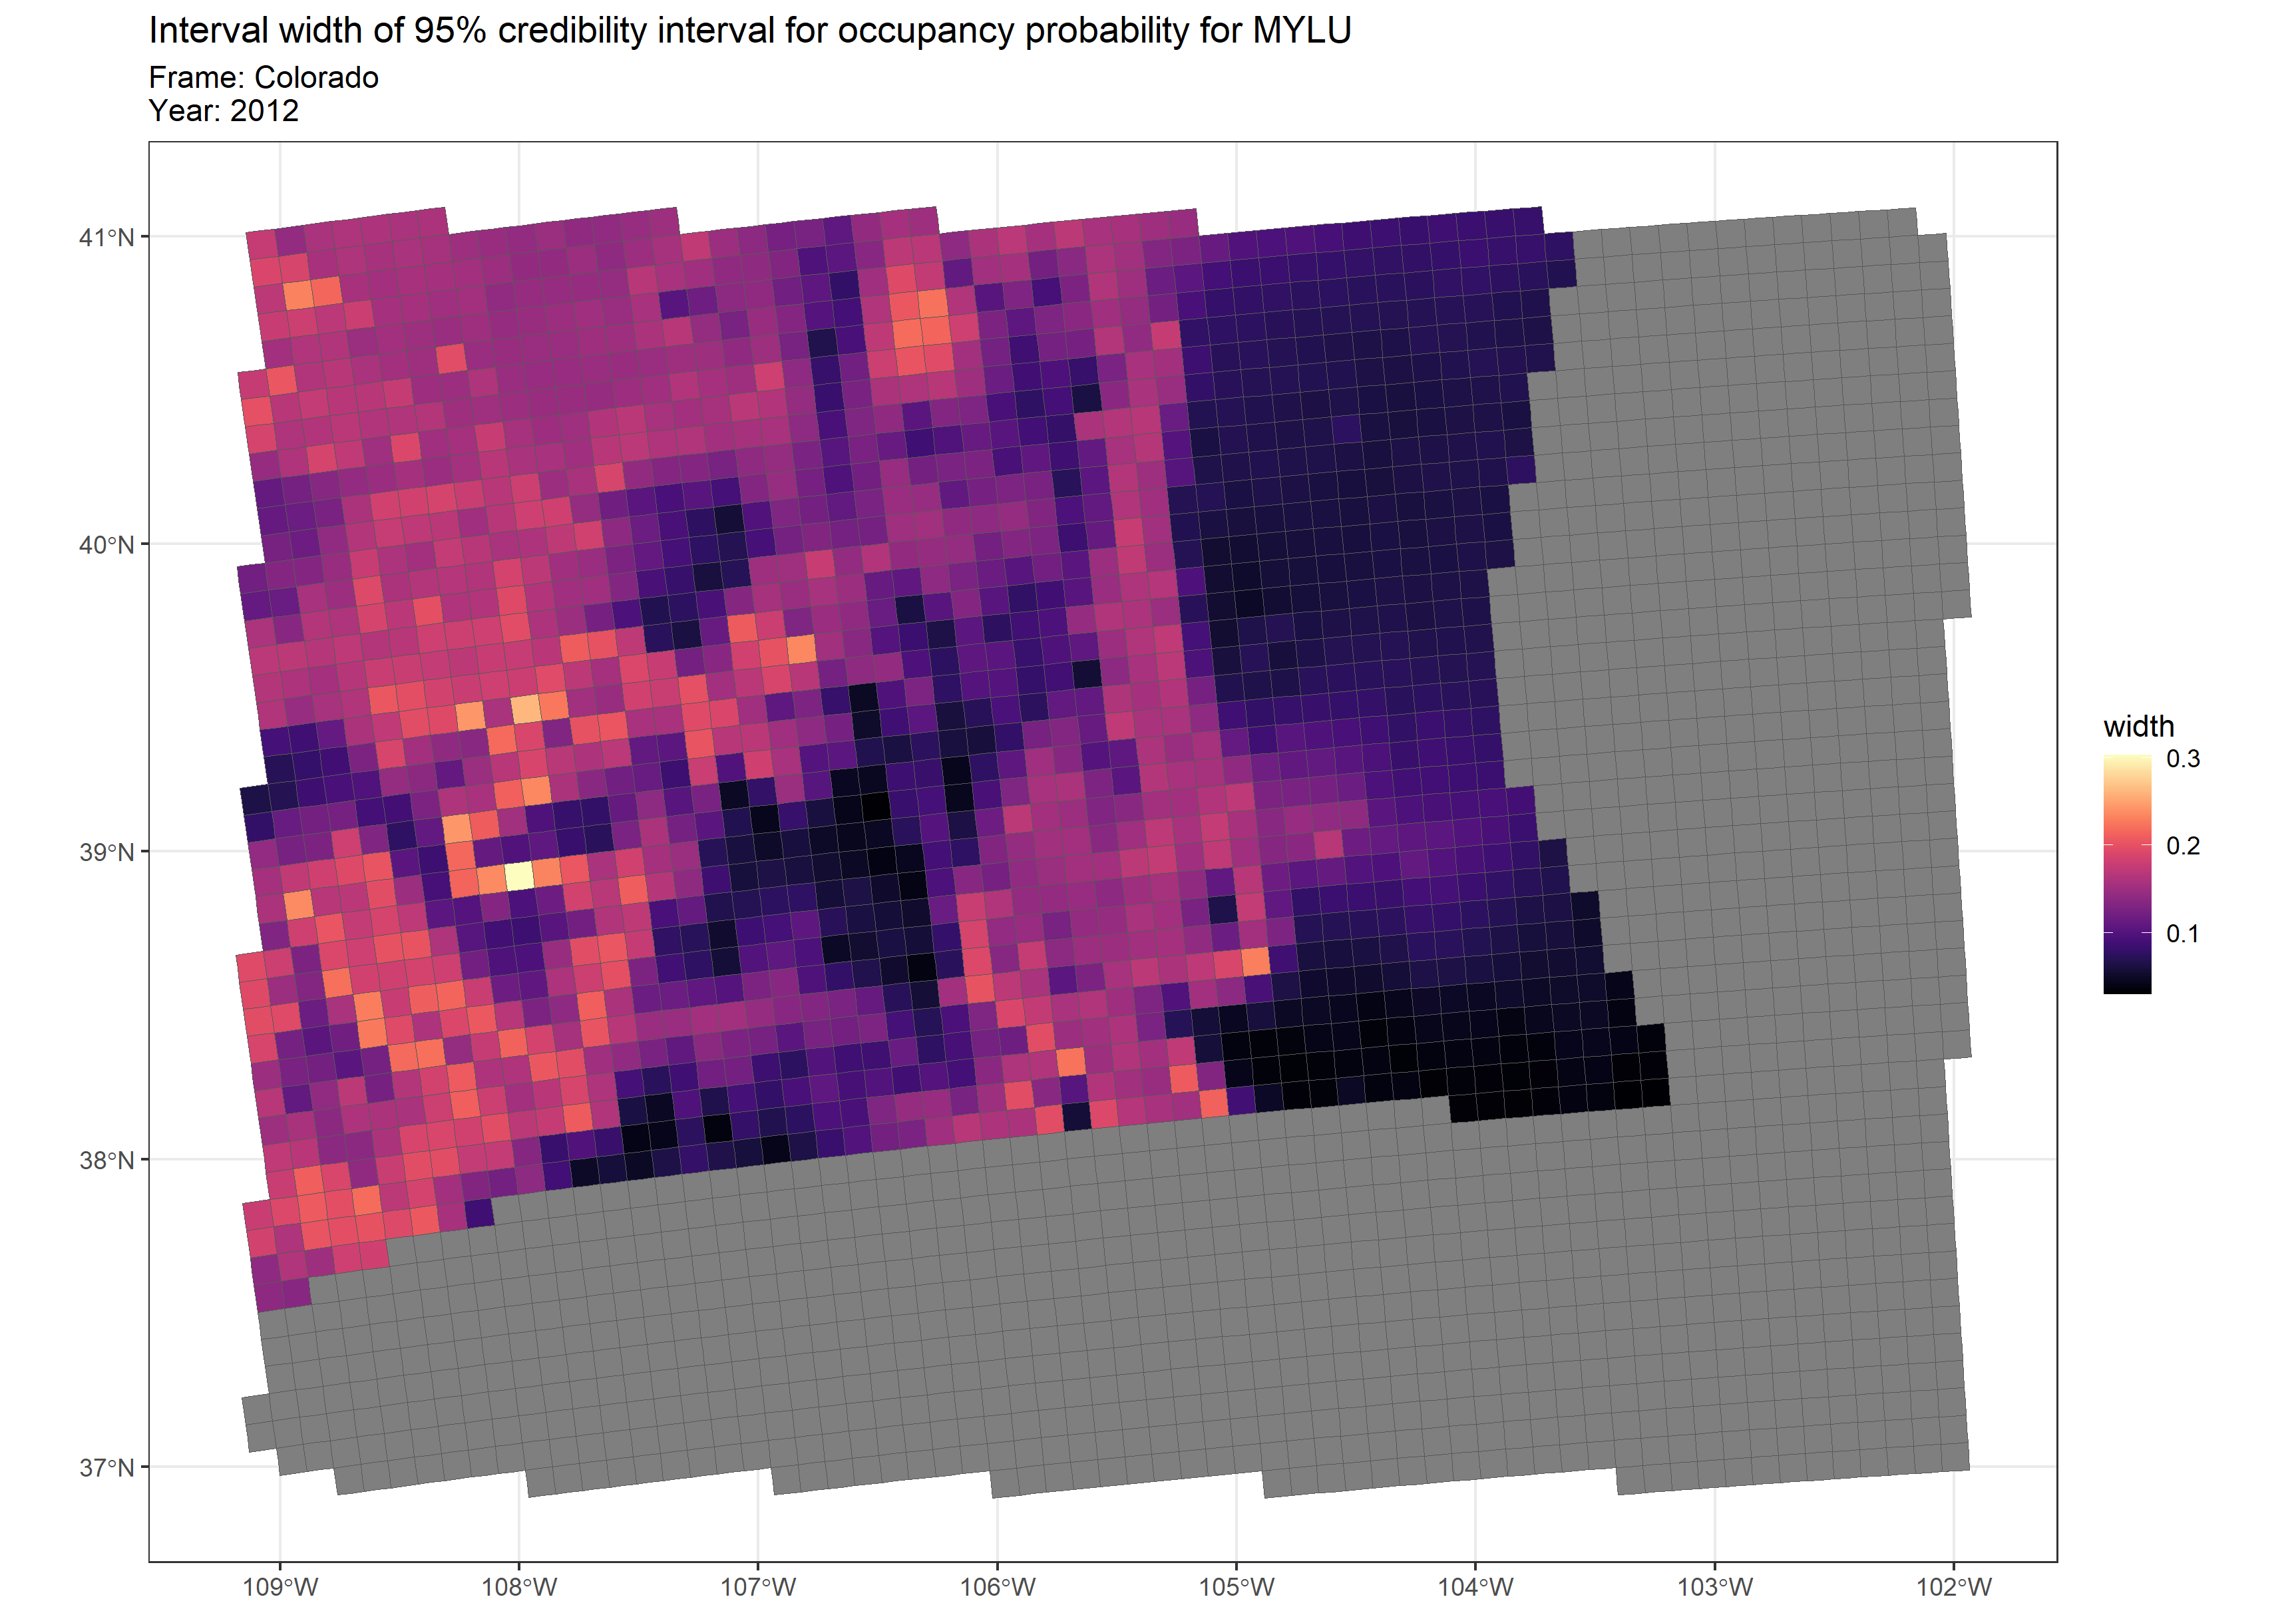 Interval width of 95% credibility interval for occupancy probability for MYLU
Frame: Colorado
Year: 2012
41°N
40°N
39°N
38°N
37°N
109°W
108°W
107°W
106°W
105°W
104°W
103°W
102°W
width
0.3
0.2
0.1